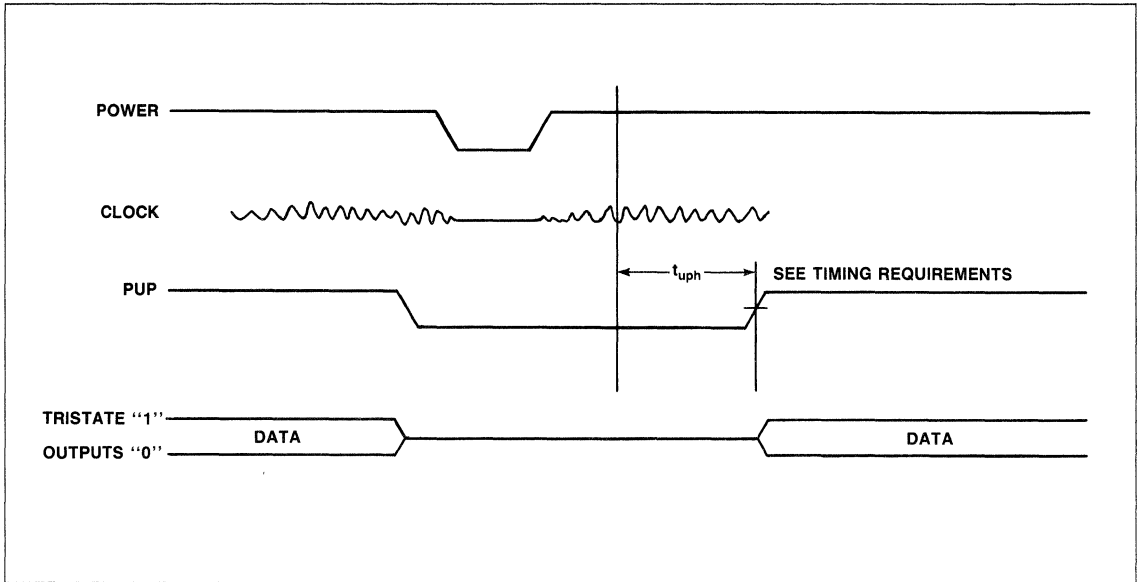 POWER
CLOCK
t_uph
SEE TIMING REQUIREMENTS
PUP
TRISTATE "1"
DATA
DATA
OUTPUTS "0"